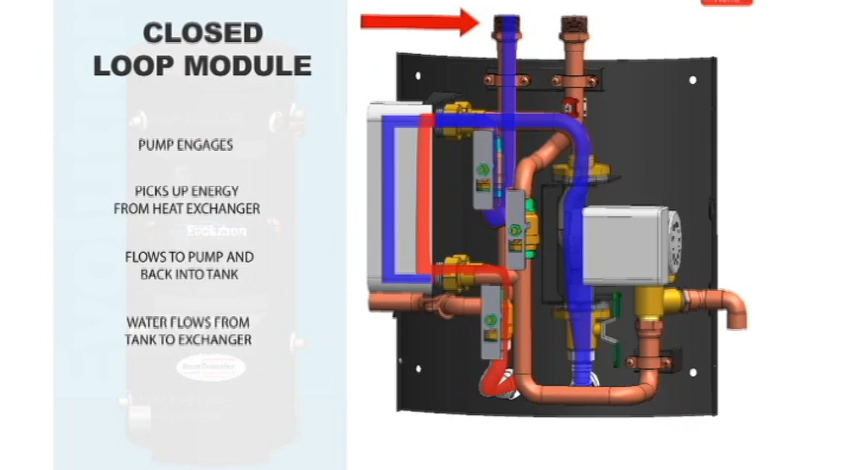 CLOSED
LOOP MODULE
PUMP ENGAGES
PICKS UP ENERGY
FROM HEAT EXCHANGER
Evolution
FLOWS TO PUMP AND
BACK INTO TANK
WATER FLOWS FROM
TANK TO EXCHANGER